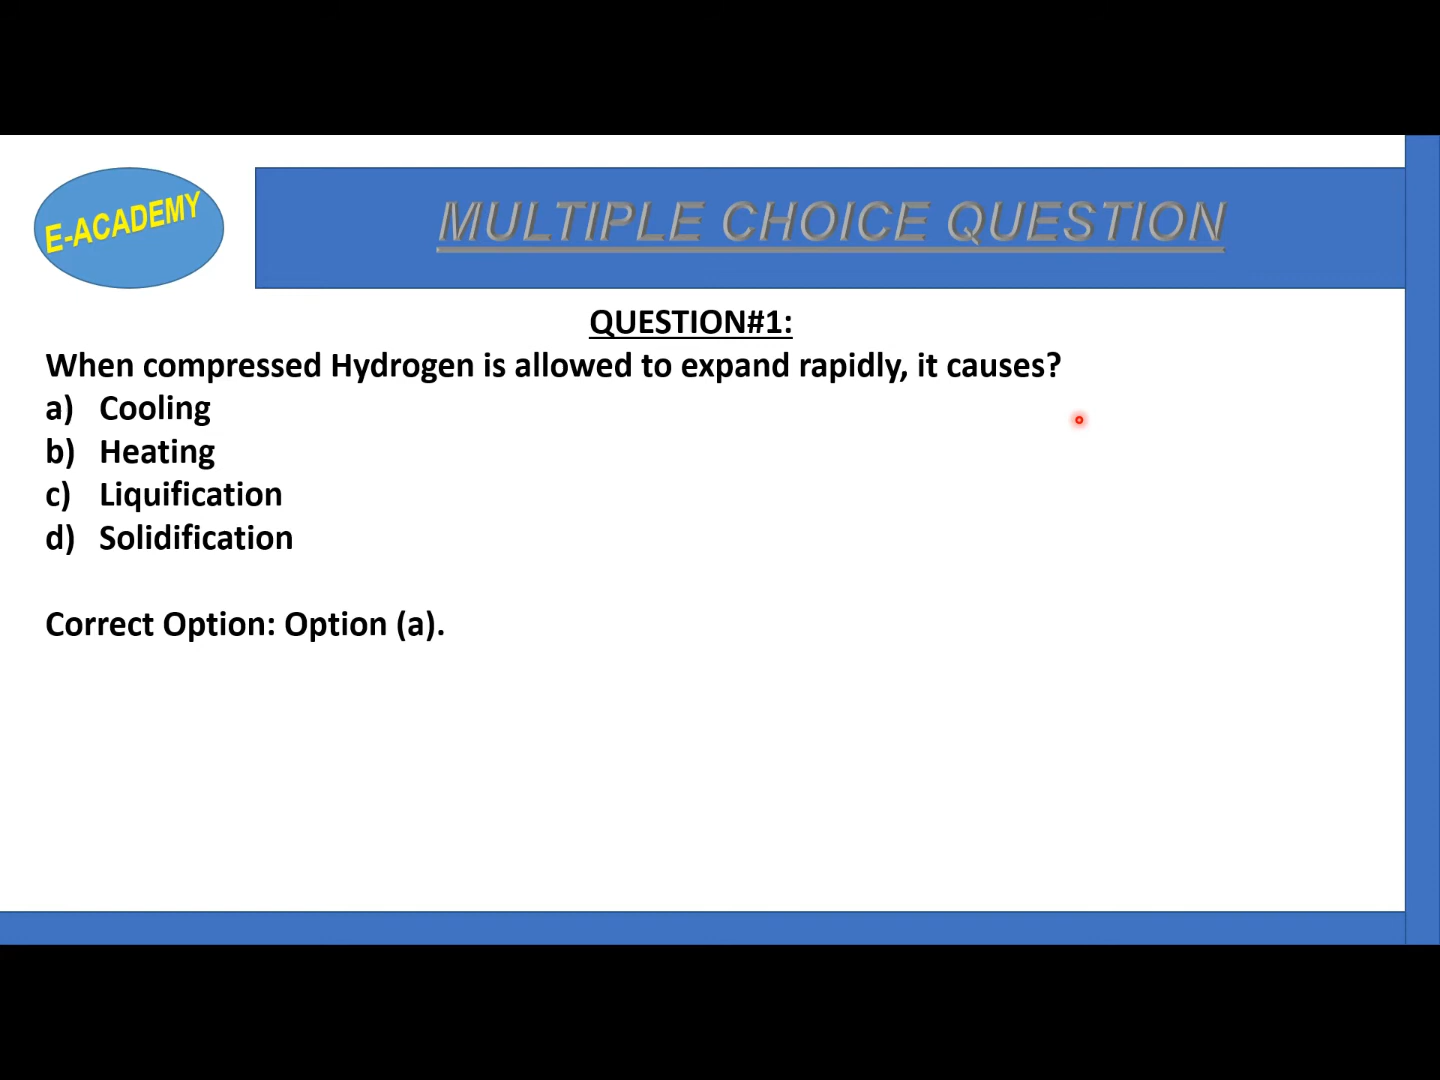 E-ACADEMY
MULTIPLE CHOICE QUESTION
QUESTION#1:
When compressed Hydrogen is allowed to expand rapidly, it causes?
a) Cooling
b) Heating
c) Liquification
d) Solidification
Correct Option: Option (a).